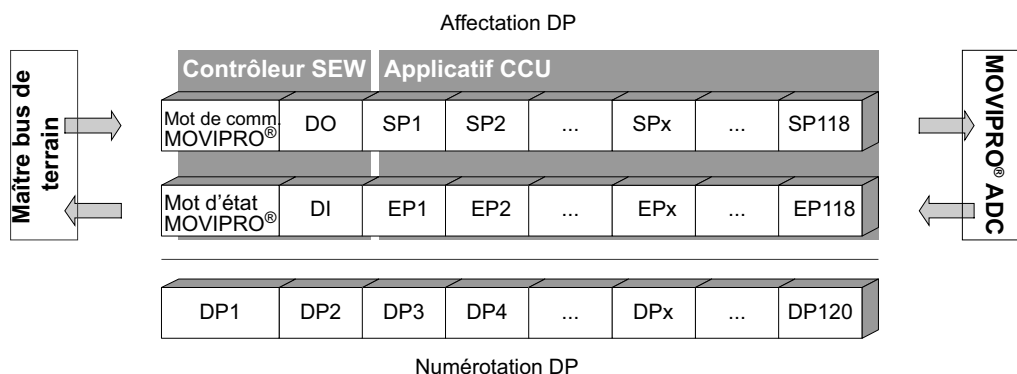 Affectation DP
Maître bus de
terrain
Contrôleur SEW
Applicatif CCU
Mot de comm.
MOVIPRO®
DO
SP1
SP2
...
SPx
...
SP118
Mot d'état
MOVIPRO®
DI
EP1
EP2
...
EPx
...
EP118
MOVIPRO® ADC
DP1
DP2
DP3
DP4
...
DPx
...
DP120
Numérotation DP